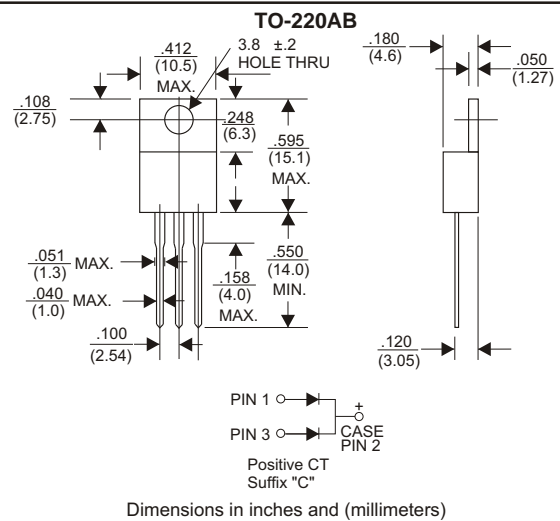 TO-220AB
.412
(10.5)
MAX.
3.8 ±.2
HOLE THRU
.180
(4.6)
.050
(1.27)
.108
(2.75)
.248
(6.3)
.595
(15.1)
MAX.
.051
(1.3) MAX.
.158
(4.0)
MAX.
.550
(14.0)
MIN.
.040
(1.0) MAX.
.100
(2.54)
.120
(3.05)
PIN 1
+
PIN 3
CASE
PIN 2
Positive CT
Suffix "C"
Dimensions in inches and (millimeters)